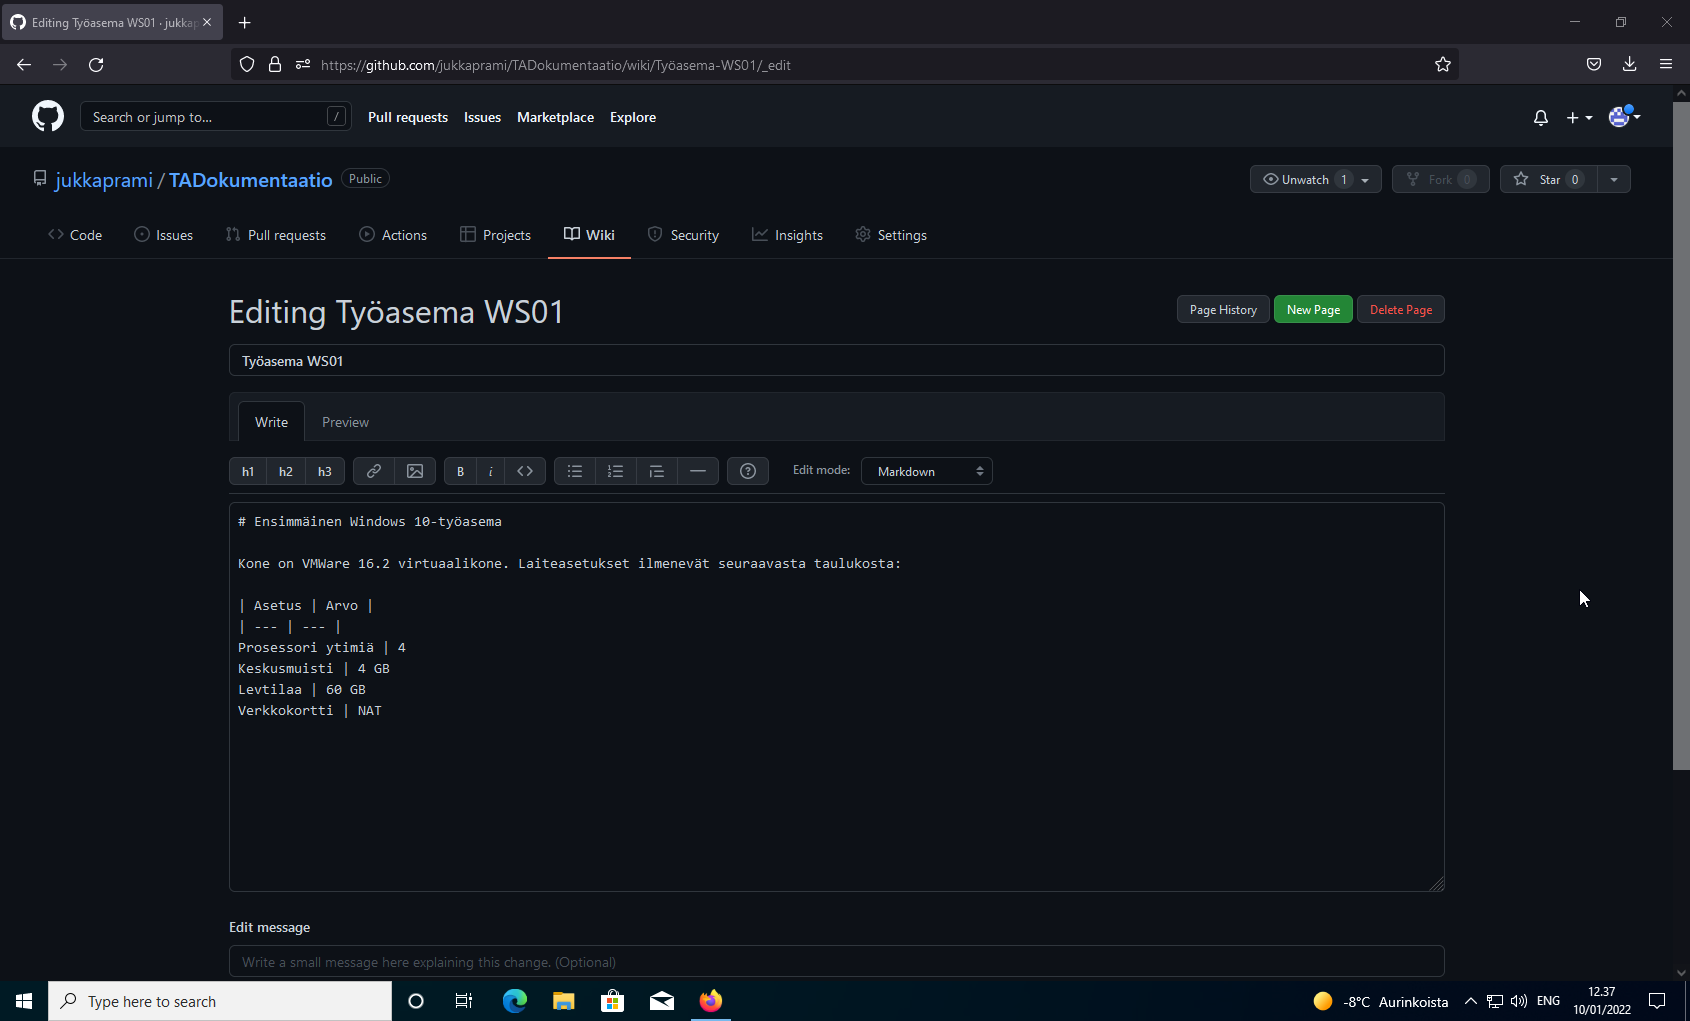 Editing Työasema WS01 · jukkap
https://github.com/jukkaprami/TADokumentaatio/wiki/Työasema-WS01/_edit
Search or jump to... /
Pull requests Issues Marketplace Explore
jukkaprami / TADokumentaatio Public
Unwatch 1 Fork 0 Star 0
Code Issues Pull requests Actions Projects Wiki Security Insights Settings
Editing Työasema WS01
Page History New Page Delete Page
Työasema WS01
Write Preview
h1 h2 h3 B i <> Edit mode: Markdown
# Ensimmäinen Windows 10-työasema
Kone on VMWare 16.2 virtuaalikone. Laiteasetukset ilmenevät seuraavasta taulukosta:
| Asetus | Arvo |
| --- | --- |
Prosessori ytimiä | 4
Keskusmuisti | 4 GB
Levtilaa | 60 GB
Verkkokortti | NAT
Edit message
Write a small message here explaining this change. (Optional)
Type here to search
-8°C Aurinkoista
ENG
12.37
10/01/2022